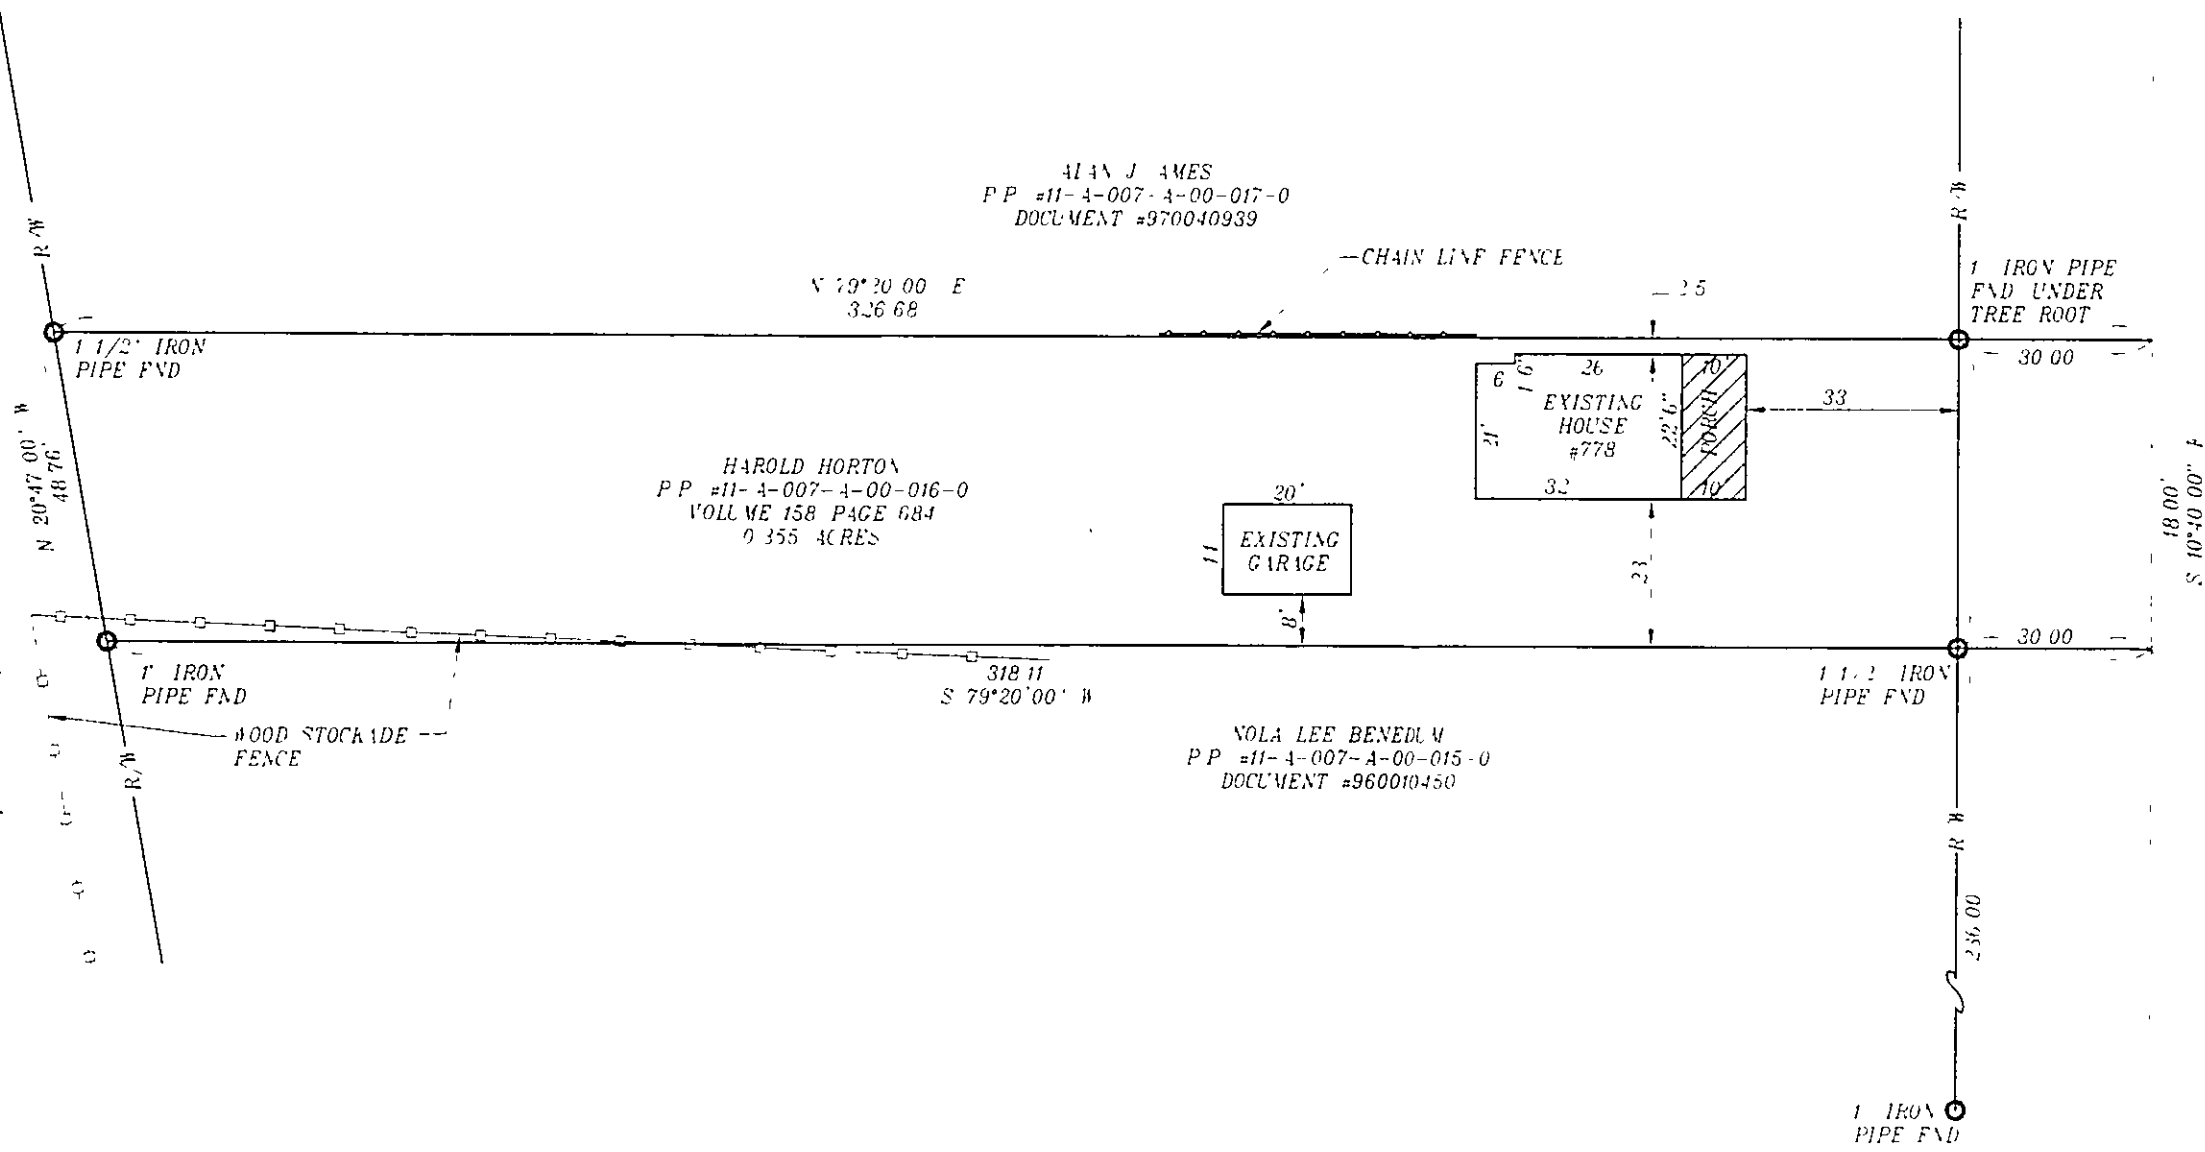 R/W
ALAN J AMES
P P #11-A-007-A-00-017-0
DOCUMENT #970040939
R/W
CHAIN LINE FENCE
N 79°20 00 E
326 68
2 5
1 IRON PIPE
FND UNDER
TREE ROOT
1 1/2" IRON
PIPE FND
30 00
6
1 6
26
10
EXISTING
HOUSE
#778
21'
22'6"
PORCH
33
32
10
N 20°47 00' W
48 76'
HAROLD HORTON
P P #11-A-007-A-00-016-0
VOLUME 158 PAGE 684
0 355 ACRES
20'
11
EXISTING
GARAGE
8'
23
18 00'
S 10°40 00" E
30 00
1" IRON
PIPE FND
318 11
S 79°20'00' W
1 1/2 IRON
PIPE FND
WOOD STOCKADE
FENCE
R/W
NOLA LEE BENEDUM
P P #11-A-007-A-00-015-0
DOCUMENT #960010450
R W
236.00
1 IRON
PIPE FND